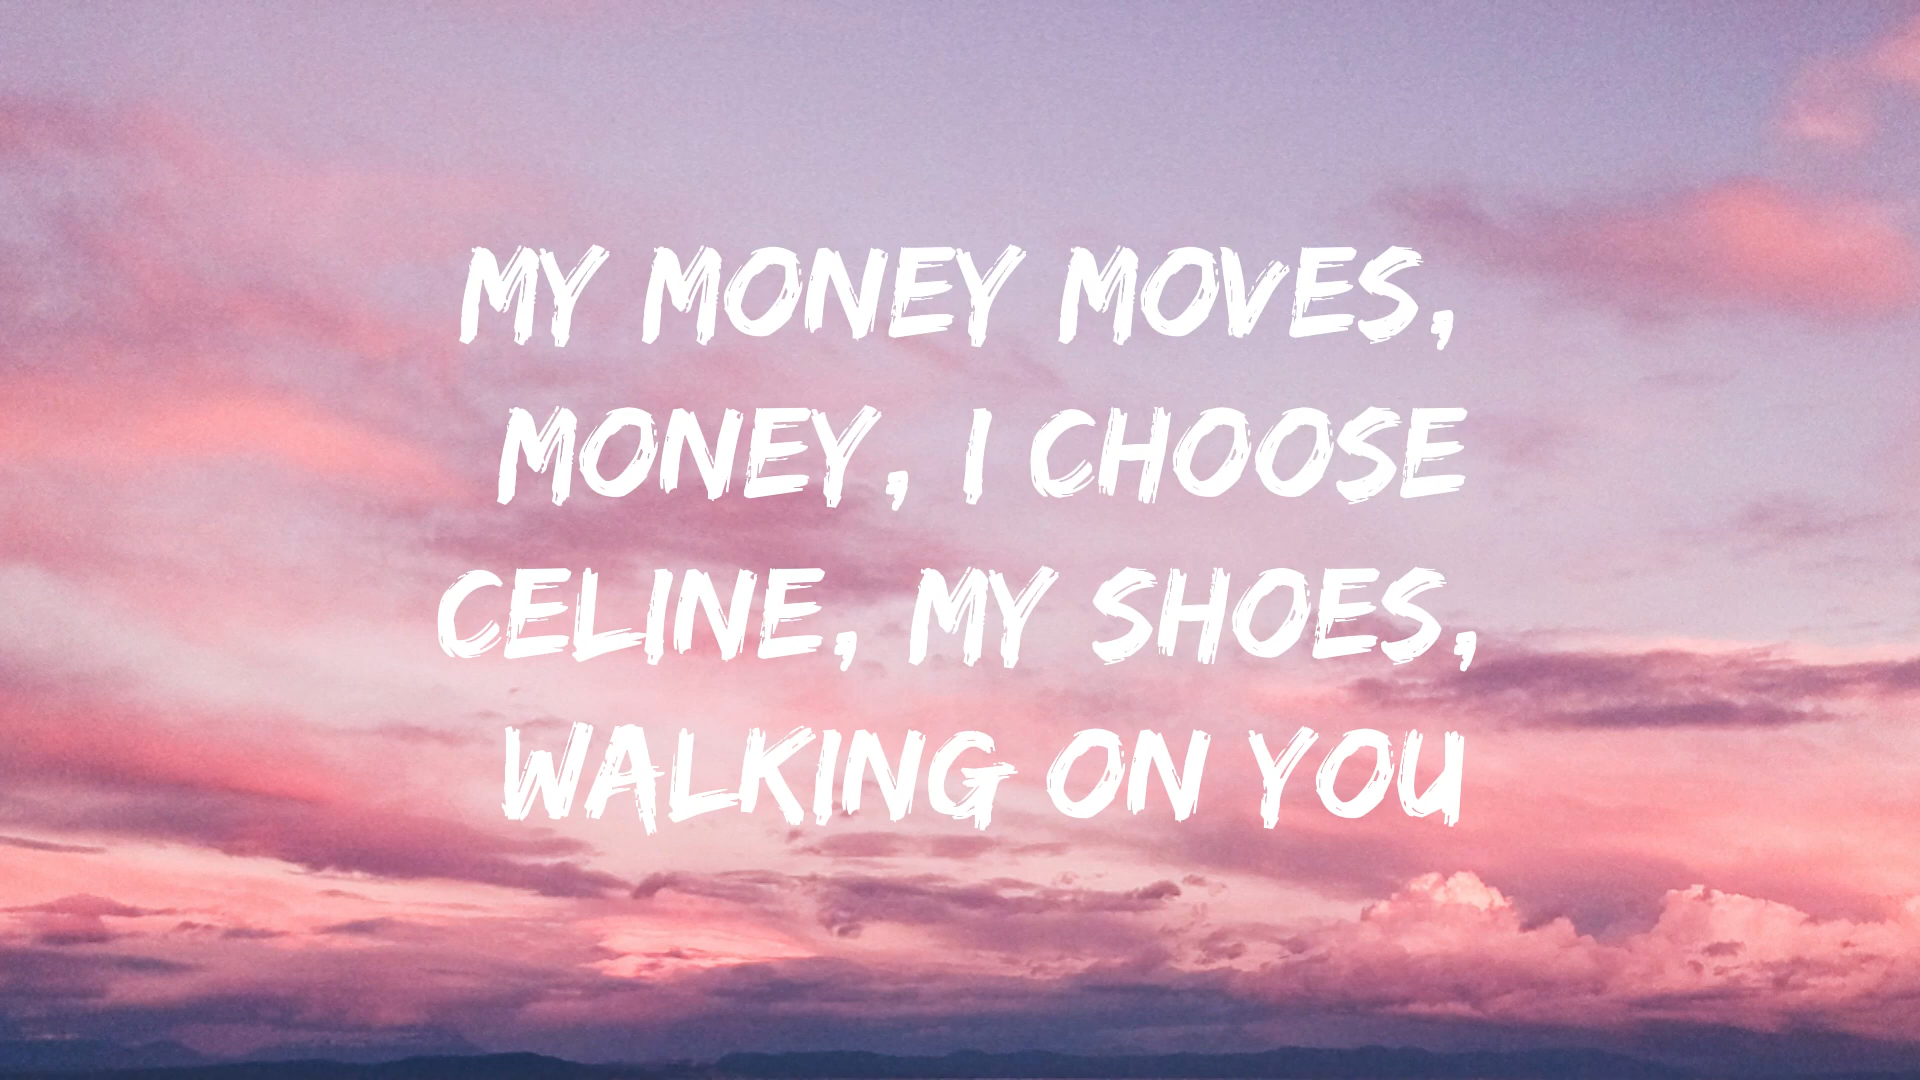 MY MONEY MOVES,
MONEY, I CHOOSE
CELINE, MY SHOES,
WALKING ON YOU